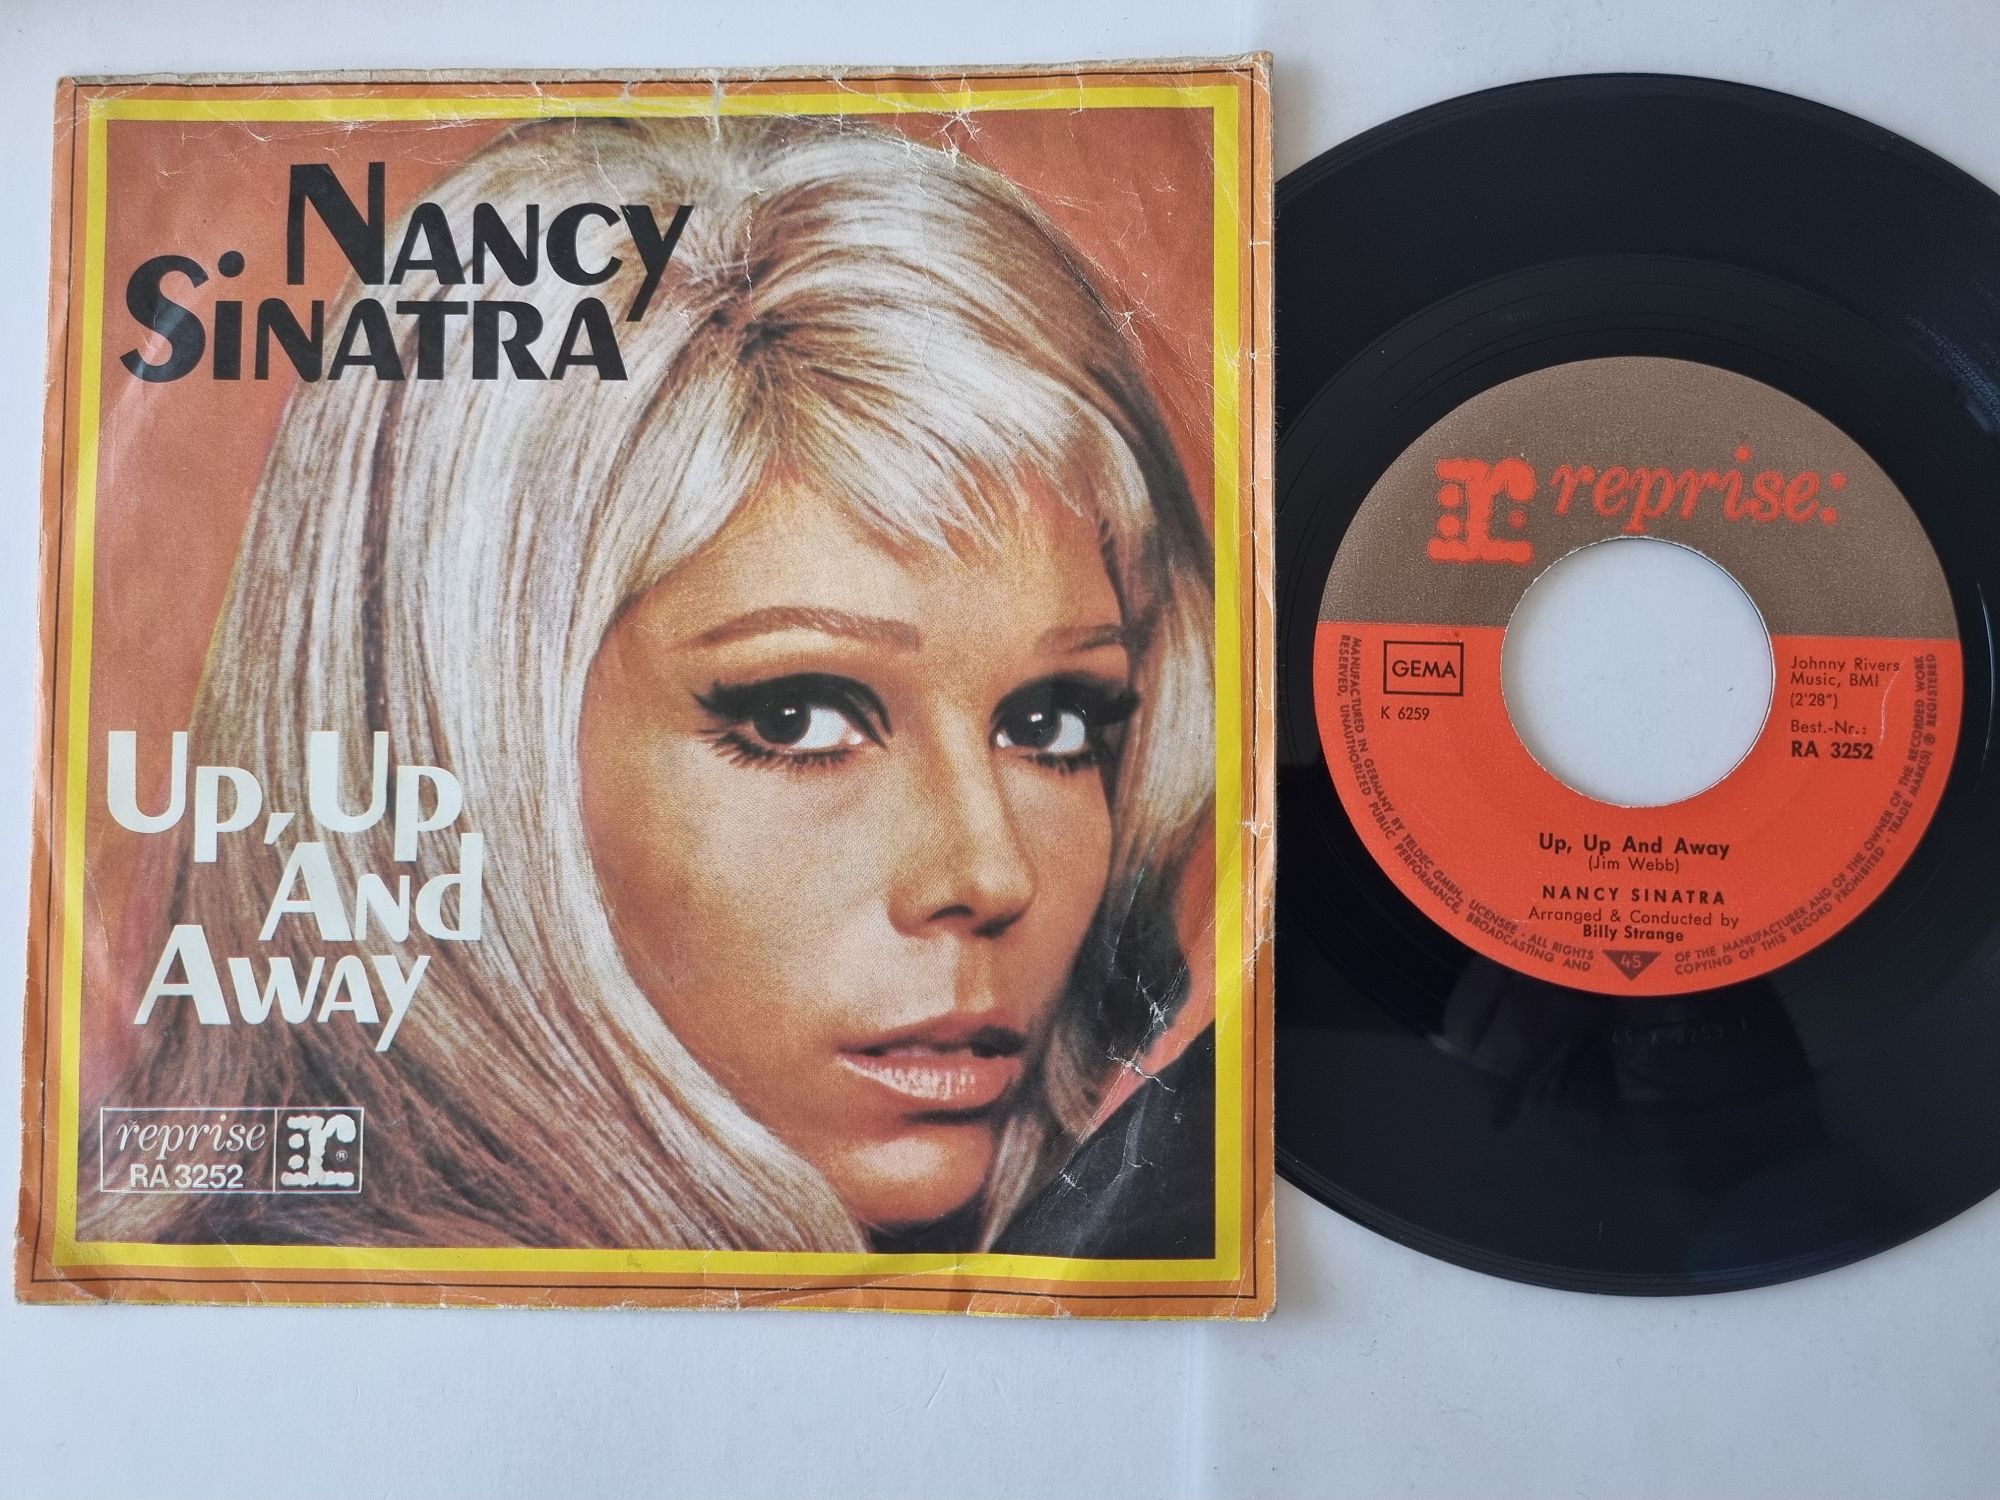 NANCY
SINATRA
UP, UP
AND
AWAY
reprise
RA 3252
r
®
r reprise:
GEMA
K 6259
Johnny Rivers
Music, BMI
(2'28")
Best.-Nr.:
RA 3252
Up, Up And Away
(Jim Webb)
NANCY SINATRA
Arranged & Conducted by
Billy Strange
45
MANUFACTURED IN GERMANY BY TELDEC GMBH, LICENSEE - ALL RIGHTS OF THE MANUFACTURER AND OF THE OWNER OF THE RECORDED WORK
RESERVED, UNAUTHORIZED PUBLIC PERFORMANCE, BROADCASTING AND COPYING OF THIS RECORD PROHIBITED - TRADE MARK(S) ® REGISTERED
45-K 6259-X